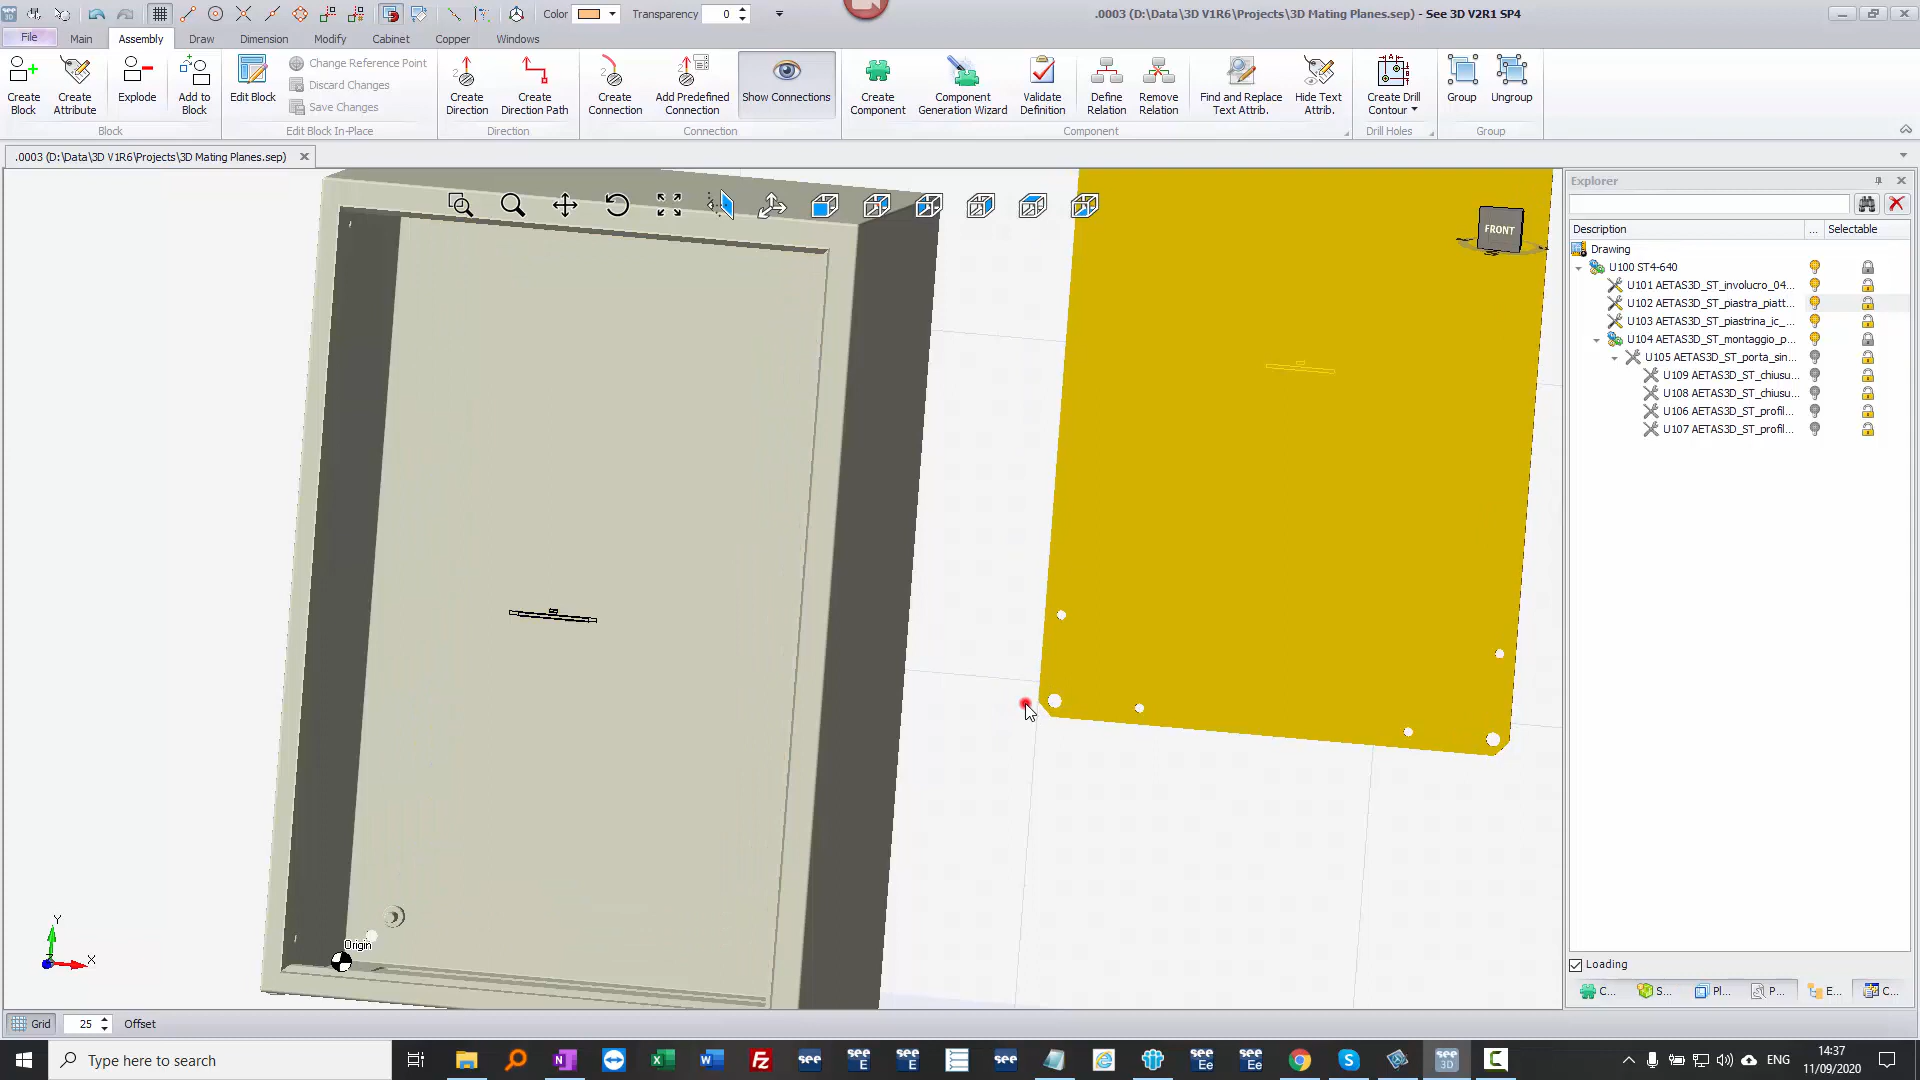 Color
Transparency
0
.0003 (D:\Data\3D V1R6\Projects\3D Mating Planes.sep) - See 3D V2R1 SP4
File
Main
Assembly
Draw
Dimension
Modify
Cabinet
Copper
Windows
Create Block
Create Attribute
Explode
Add to Block
Block
Edit Block
Change Reference Point
Discard Changes
Save Changes
Edit Block In-Place
Create Direction
Create Direction Path
Direction
Create Connection
Add Predefined Connection
Show Connections
Connection
Create Component
Component Generation Wizard
Validate Definition
Define Relation
Remove Relation
Find and Replace Text Attrib.
Hide Text Attrib.
Component
Create Drill Contour
Drill Holes
Group
Ungroup
Group
.0003 (D:\Data\3D V1R6\Projects\3D Mating Planes.sep)
FRONT
Origin
Y
X
Explorer
Description
...
Selectable
Drawing
U100 ST4-640
U101 AETAS3D_ST_involucro_04...
U102 AETAS3D_ST_piastra_piatt...
U103 AETAS3D_ST_piastrina_ic_...
U104 AETAS3D_ST_montaggio_p...
U105 AETAS3D_ST_porta_sin...
U109 AETAS3D_ST_chiusu...
U108 AETAS3D_ST_chiusu...
U106 AETAS3D_ST_profil...
U107 AETAS3D_ST_profil...
Loading
C...
S...
Pl...
P...
E...
C...
Grid
25
Offset
Type here to search
ENG
14:37
11/09/2020